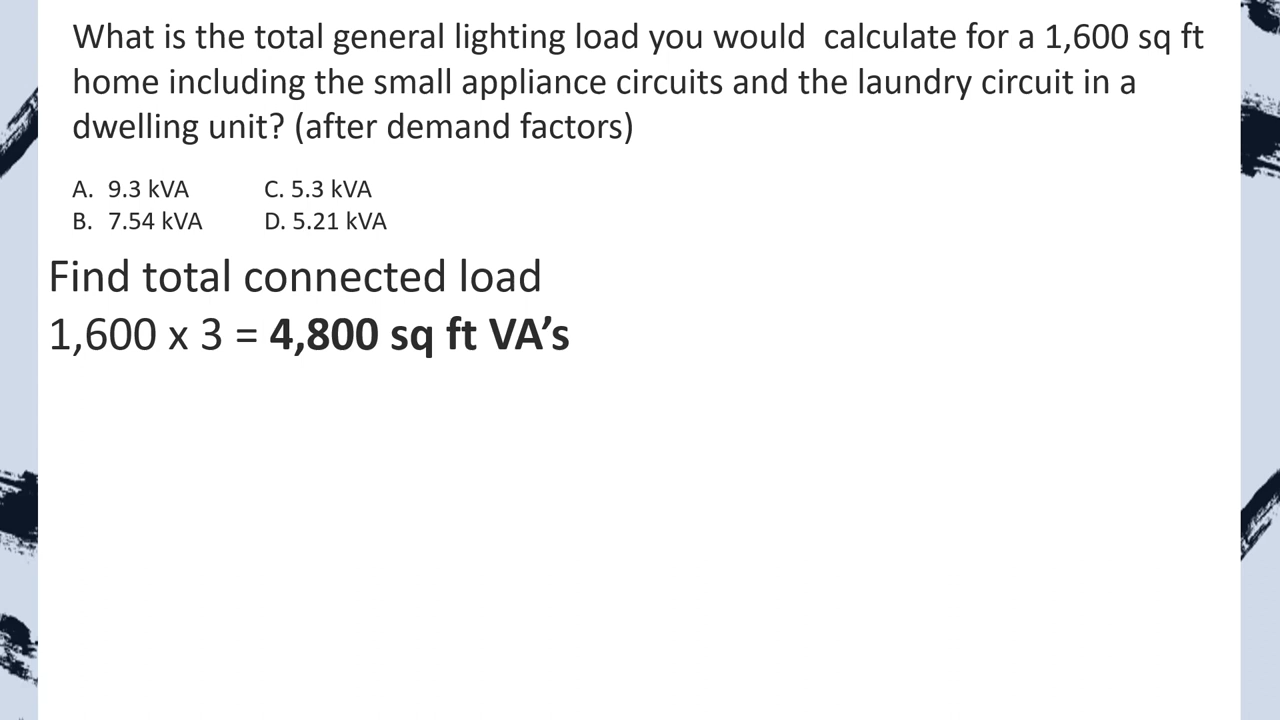 What is the total general lighting load you would  calculate for a 1,600 sq ft
home including the small appliance circuits and the laundry circuit in a
dwelling unit? (after demand factors)
A.  9.3 kVA  C. 5.3 kVA
B.  7.54 kVA  D. 5.21 kVA
Find total connected load
1,600 x 3 = 4,800 sq ft VA’s